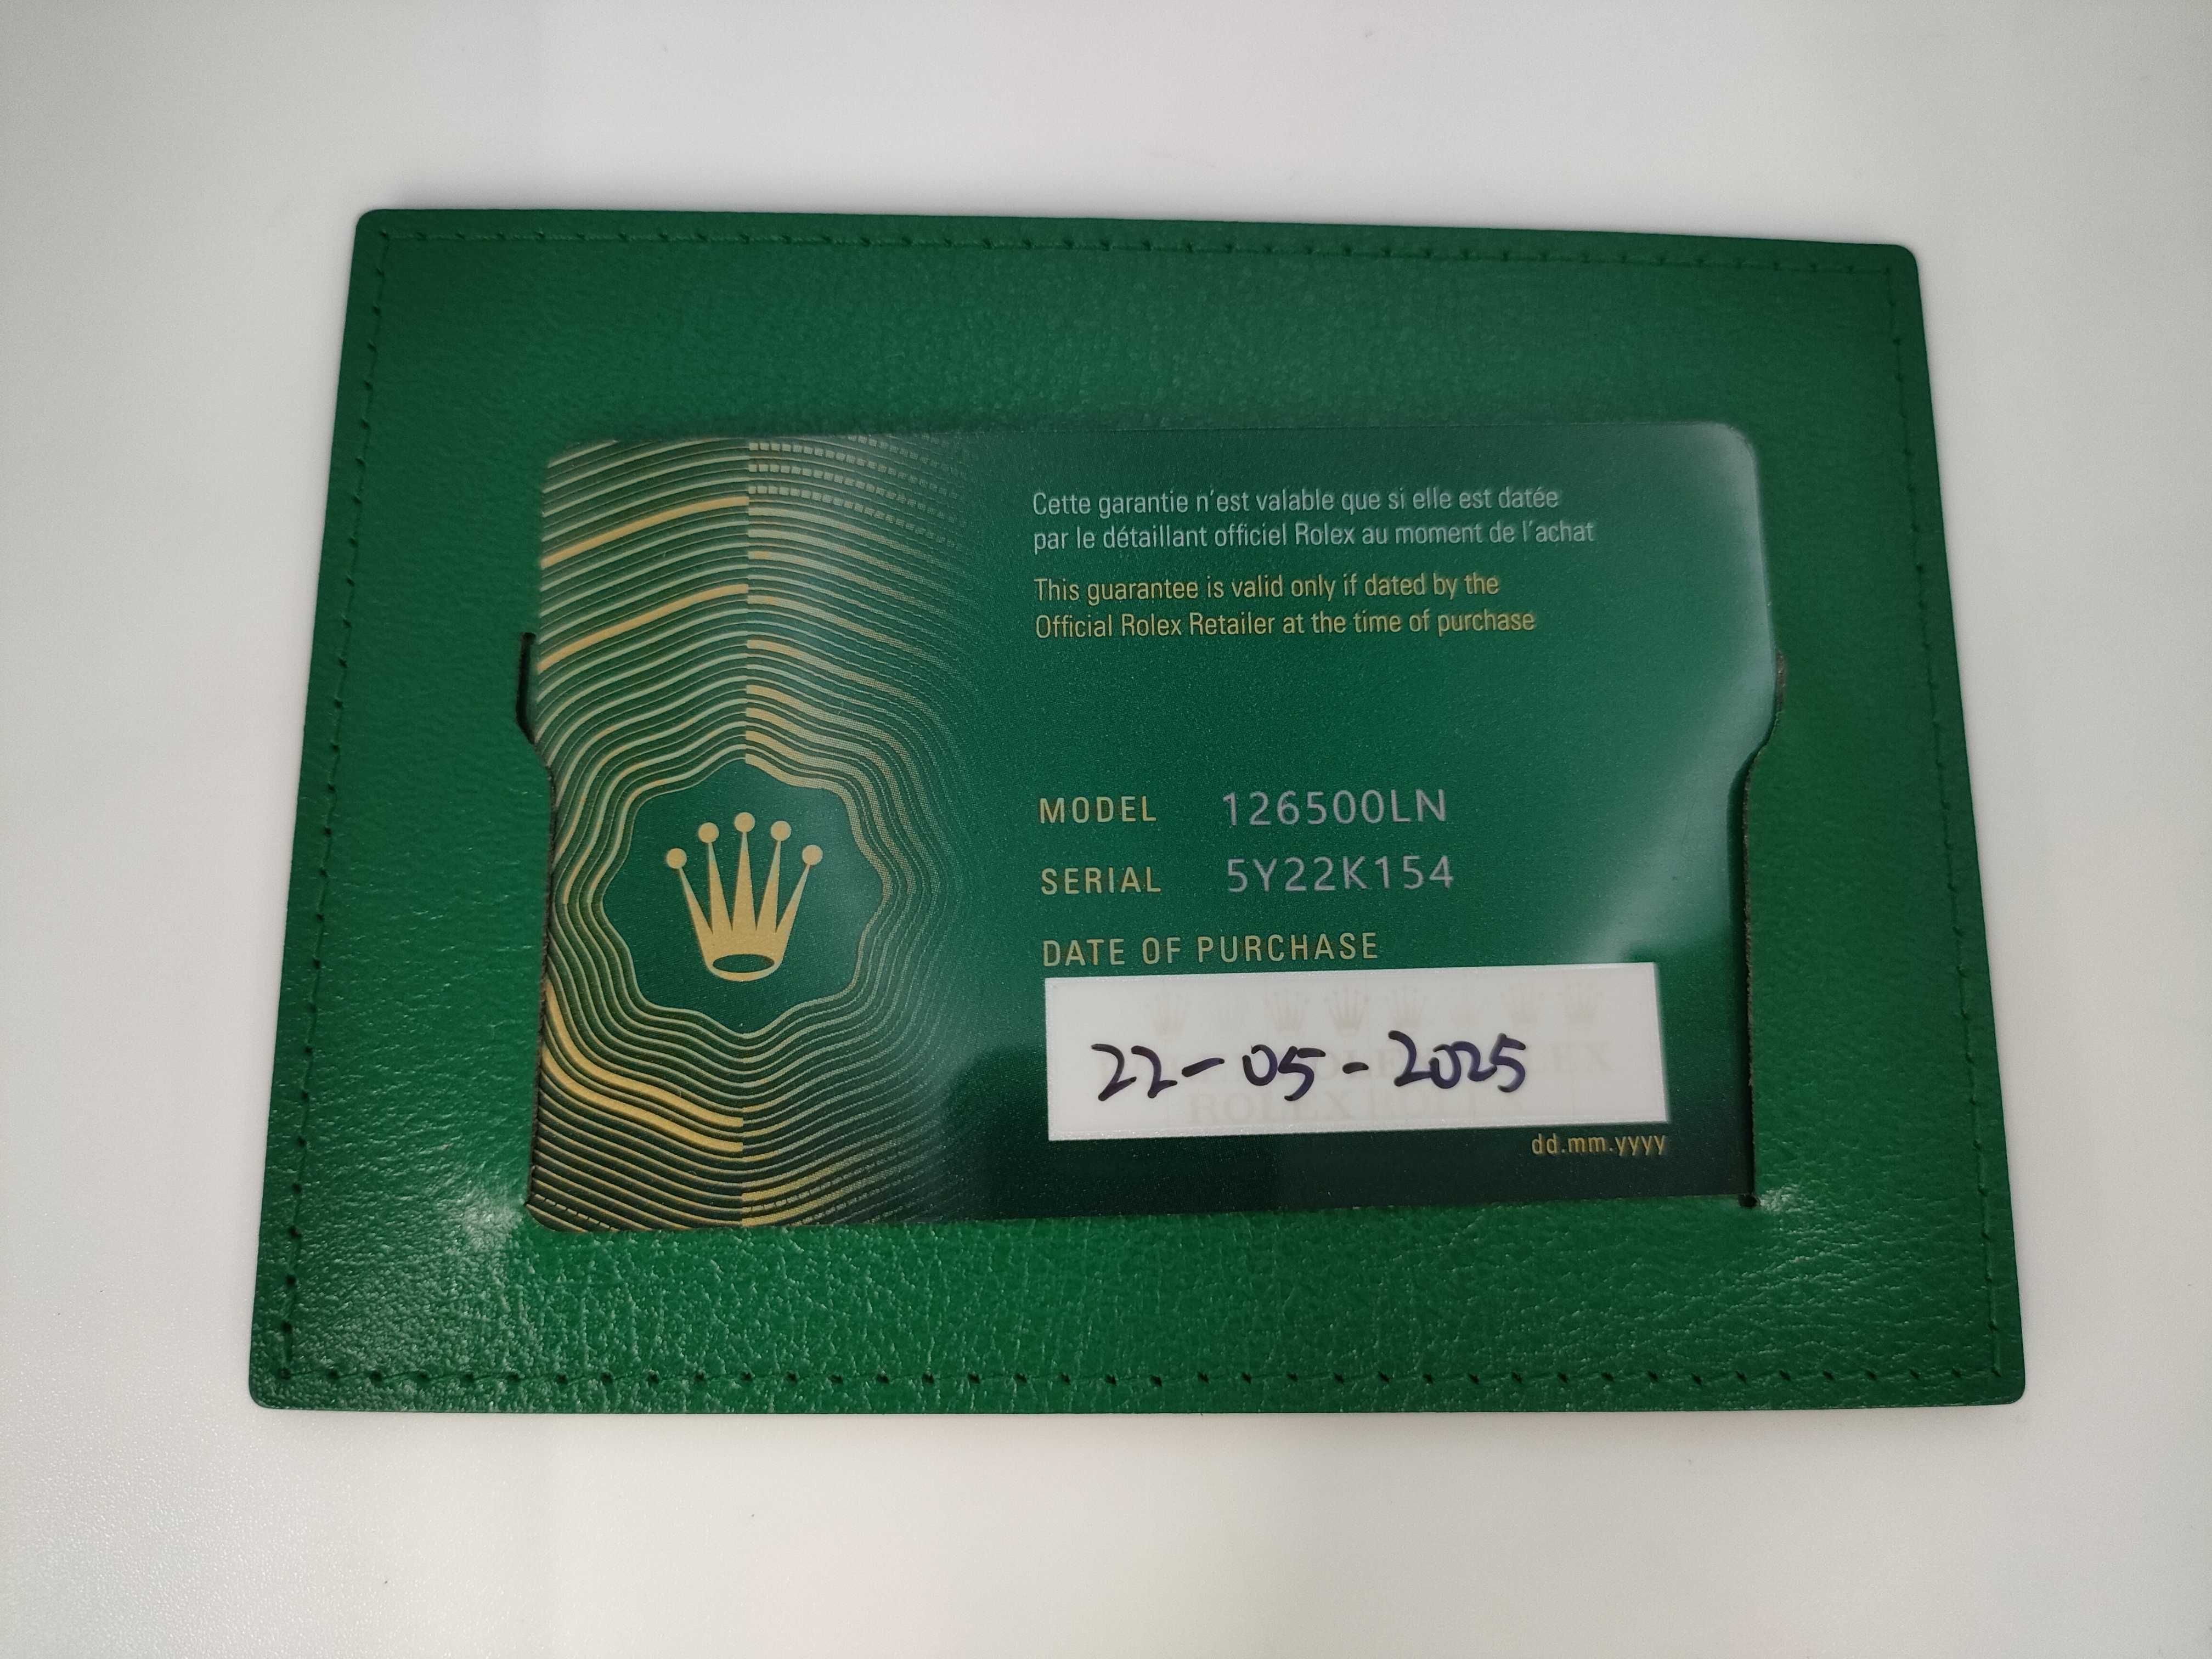 Cette garantie n'est valable que si elle est datée
par le détaillant officiel Rolex au moment de l'achat
This guarantee is valid only if dated by the
Official Rolex Retailer at the time of purchase
MODEL 126500LN
SERIAL 5Y22K154
DATE OF PURCHASE
22-05-2025
ROLEX
dd.mm.yyyy